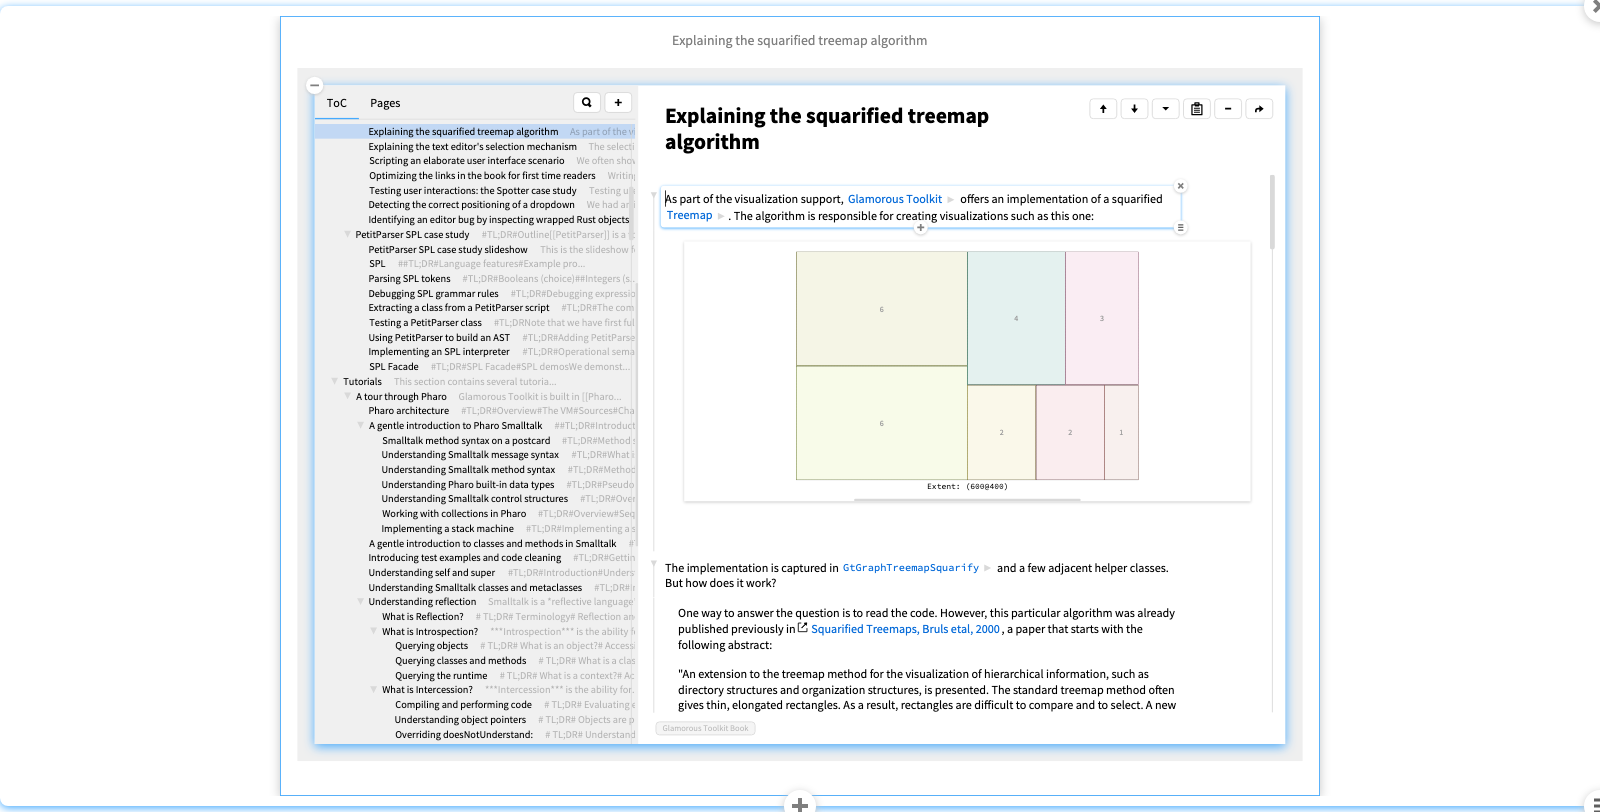 Explaining the squarified treemap algorithm
ToC Pages
Explaining the squarified treemap algorithm As part of the v
Explaining the text editor's selection mechanism The selecti
Scripting an elaborate user interface scenario We often shov
Optimizing the links in the book for first time readers Writing
Testing user interactions: the Spotter case study Testing u
Detecting the correct positioning of a dropdown We had an
Identifying an editor bug by inspecting wrapped Rust objects
PetitParser SPL case study #TL;DR#Outline[[PetitParser]] is a
PetitParser SPL case study slideshow This is the slideshow f
SPL ##TL;DR#Language features#Example pro...
Parsing SPL tokens #TL;DR#Booleans (choice)##Integers (s...
Debugging SPL grammar rules #TL;DR#Debugging expressio
Extracting a class from a PetitParser script #TL;DR#The com
Testing a PetitParser class #TL;DRNote that we have first ful
Using PetitParser to build an AST #TL;DR#Adding PetitParse
Implementing an SPL interpreter #TL;DR#Operational sema
SPL Facade #TL;DR#SPL Facade#SPL demosWe demonst...
Tutorials This section contains several tutoria...
A tour through Pharo Glamorous Toolkit is built in [[Pharo...
Pharo architecture #TL;DR#Overview#The VM#Sources#Cha
A gentle introduction to Pharo Smalltalk ##TL;DR#Introduct
Smalltalk method syntax on a postcard #TL;DR#Method s
Understanding Smalltalk message syntax #TL;DR#What i
Understanding Smalltalk method syntax #TL;DR#Method
Understanding Pharo built-in data types #TL;DR#Pseudo
Understanding Smalltalk control structures #TL;DR#Over
Working with collections in Pharo #TL;DR#Overview#Seq
Implementing a stack machine #TL;DR#Implementing a s
A gentle introduction to classes and methods in Smalltalk #
Introducing test examples and code cleaning #TL;DR#Gettin
Understanding self and super #TL;DR#Introduction#Unders
Understanding Smalltalk classes and metaclasses #TL;DR#I
Understanding reflection Smalltalk is a *reflective language*
What is Reflection? # TL;DR# Terminology# Reflection an
What is Introspection? ***Introspection*** is the ability f
Querying objects # TL;DR# What is an object?# Access
Querying classes and methods # TL;DR# What is a clas
Querying the runtime # TL;DR# What is a context?# Ac
What is Intercession? ***Intercession*** is the ability for...
Compiling and performing code # TL;DR# Evaluating e
Understanding object pointers # TL;DR# Objects are p
Overriding doesNotUnderstand: # TL;DR# Understand
Explaining the squarified treemap
algorithm
As part of the visualization support, Glamorous Toolkit offers an implementation of a squarified
Treemap . The algorithm is responsible for creating visualizations such as this one:
6
4
3
6
2
2
1
Extent: (600@400)
The implementation is captured in GtGraphTreemapSquarify and a few adjacent helper classes.
But how does it work?
One way to answer the question is to read the code. However, this particular algorithm was already
published previously in Squarified Treemaps, Bruls etal, 2000 , a paper that starts with the
following abstract:
"An extension to the treemap method for the visualization of hierarchical information, such as
directory structures and organization structures, is presented. The standard treemap method often
gives thin, elongated rectangles. As a result, rectangles are difficult to compare and to select. A new
Glamorous Toolkit Book